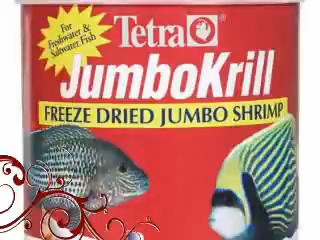 For
Freshwater &
Saltwater Fish
Tetra
JumboKrill
FREEZE DRIED JUMBO SHRIMP